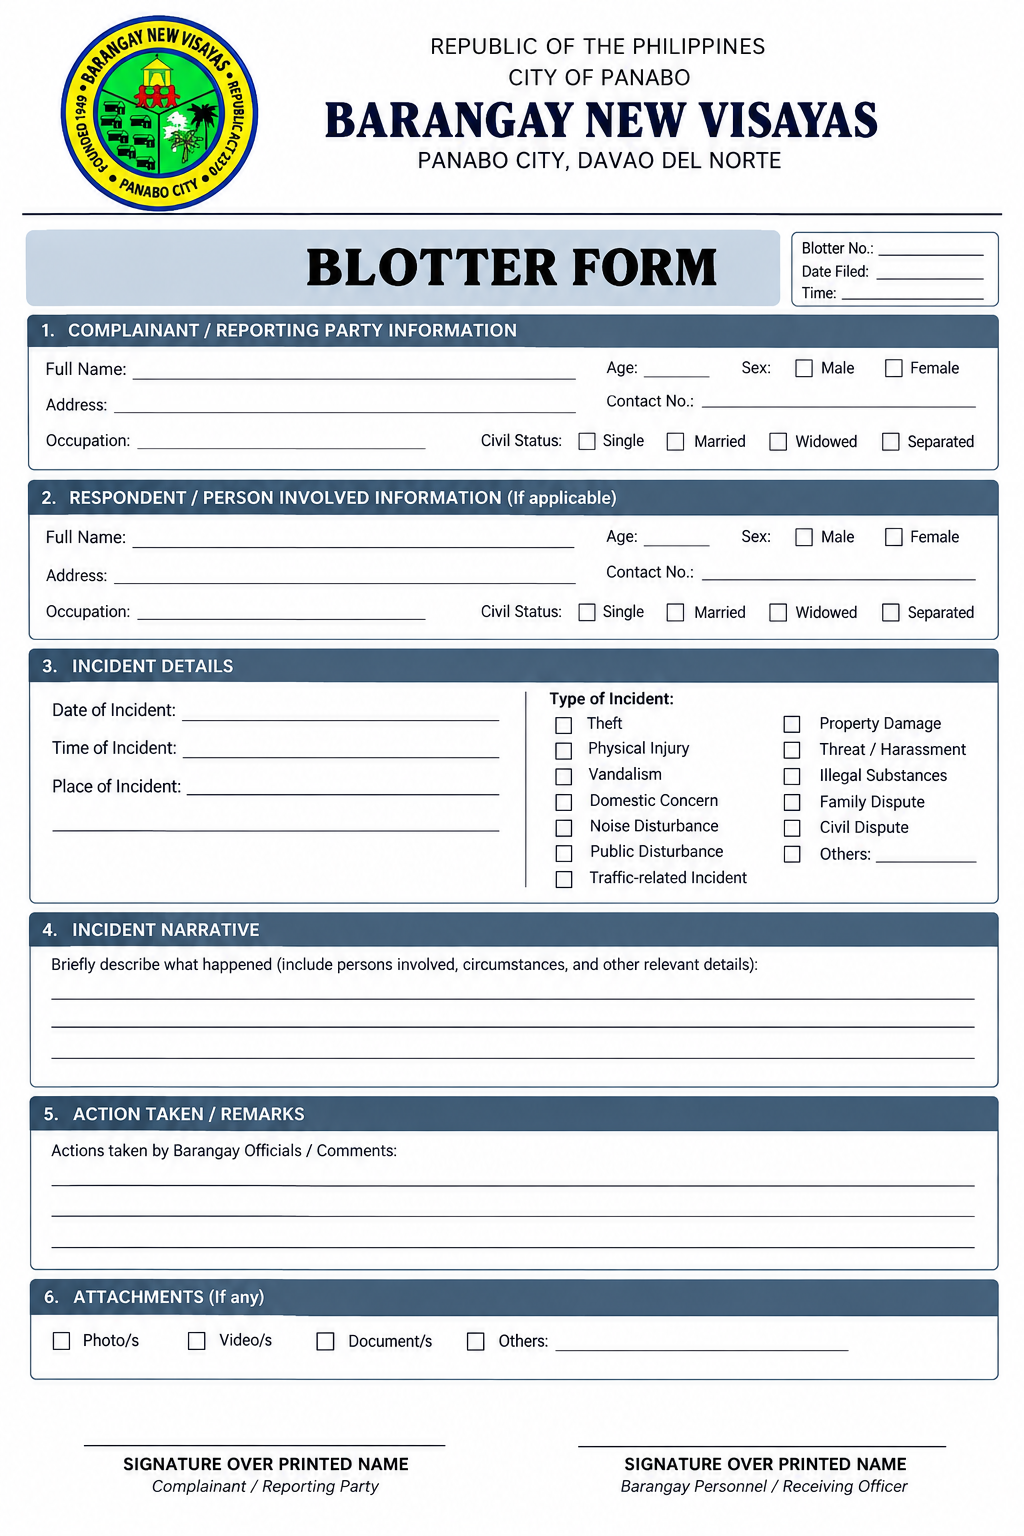 BARANGAY NEW VISAYAS
FOUNDED 1949
REPUBLIC ACT 2370
PANABO CITY
REPUBLIC OF THE PHILIPPINES
CITY OF PANABO
BARANGAY NEW VISAYAS
PANABO CITY, DAVAO DEL NORTE
BLOTTER FORM
Blotter No.:
Date Filed:
Time:
1. COMPLAINANT / REPORTING PARTY INFORMATION
Full Name: Age: Sex: Male Female
Address: Contact No.:
Occupation: Civil Status: Single Married Widowed Separated
2. RESPONDENT / PERSON INVOLVED INFORMATION (If applicable)
Full Name: Age: Sex: Male Female
Address: Contact No.:
Occupation: Civil Status: Single Married Widowed Separated
3. INCIDENT DETAILS
Date of Incident:
Time of Incident:
Place of Incident:
Type of Incident:
Theft
Physical Injury
Vandalism
Domestic Concern
Noise Disturbance
Public Disturbance
Traffic-related Incident
Property Damage
Threat / Harassment
Illegal Substances
Family Dispute
Civil Dispute
Others:
4. INCIDENT NARRATIVE
Briefly describe what happened (include persons involved, circumstances, and other relevant details):
5. ACTION TAKEN / REMARKS
Actions taken by Barangay Officials / Comments:
6. ATTACHMENTS (If any)
Photo/s Video/s Document/s Others:
SIGNATURE OVER PRINTED NAME
Complainant / Reporting Party
SIGNATURE OVER PRINTED NAME
Barangay Personnel / Receiving Officer